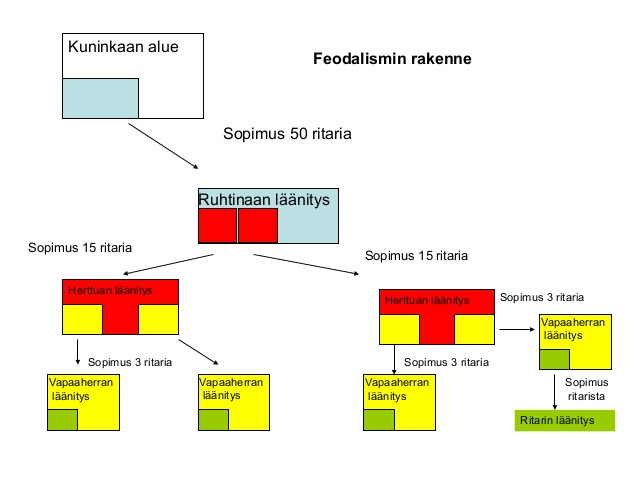 Kuninkaan alue
Feodalismin rakenne
Sopimus 50 ritaria
Ruhtinaan läänitys
Sopimus 15 ritaria
Sopimus 15 ritaria
Herttuan läänitys
Herttuan läänitys
Sopimus 3 ritaria
Vapaaherran
läänitys
Sopimus 3 ritaria
Sopimus 3 ritaria
Vapaaherran
läänitys
Vapaaherran
läänitys
Vapaaherran
läänitys
Sopimus
ritarista
Ritarin läänitys